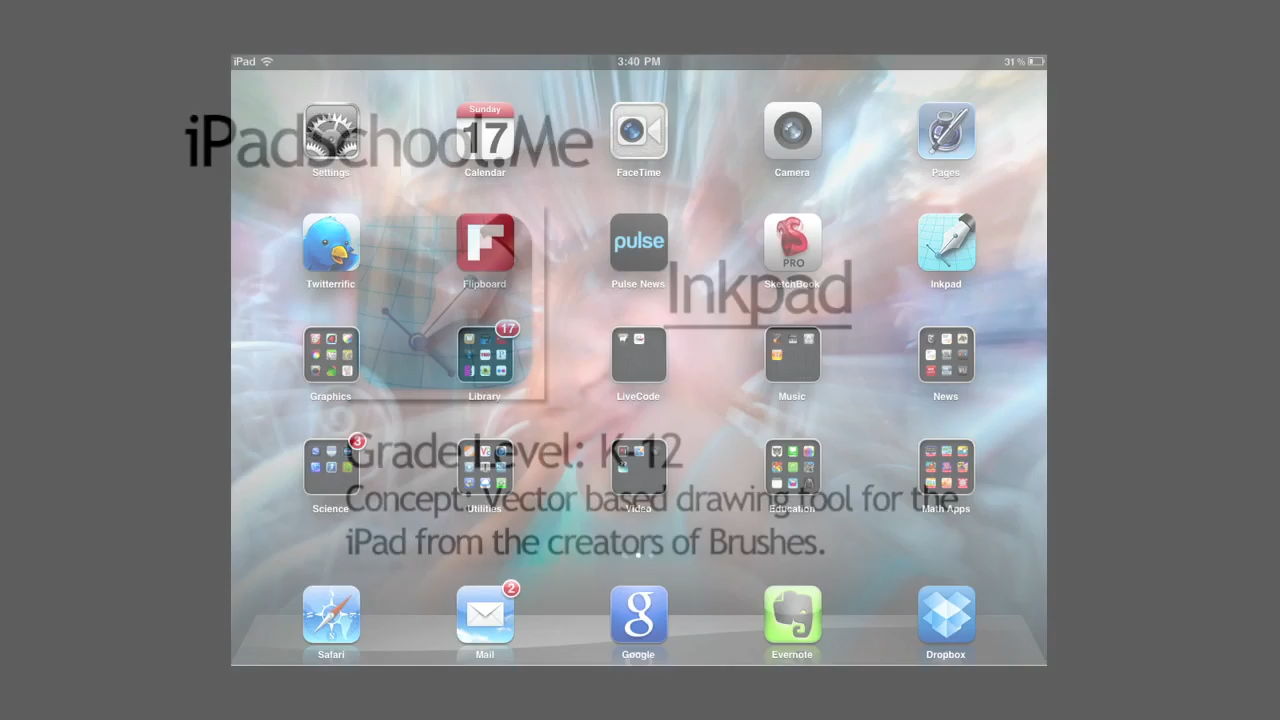 iPad 3:40 PM 31 %
Sunday
17
iPadSchool.Me
Settings Calendar FaceTime Camera Pages
pulse
PRO
Inkpad
Twitterrific Flipboard Pulse News SketchBook Inkpad
17
Graphics Library LiveCode Music News
3
Grade Level: K-12
Concept: Vector based drawing tool for the
Science Utilities Video Education Math Apps
iPad from the creators of Brushes.
2
g
Safari Mail Google Evernote Dropbox